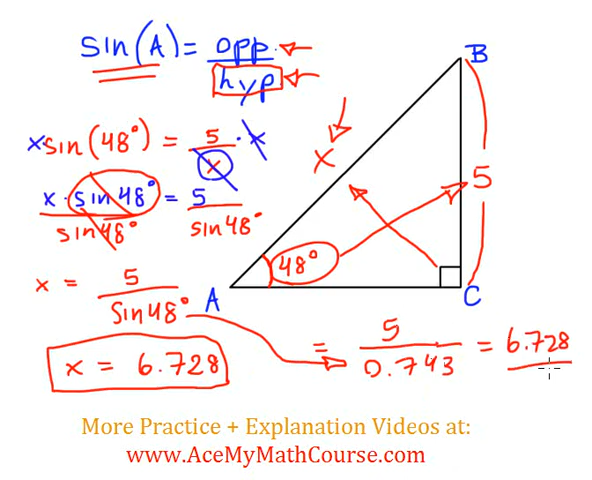 sin(A) = opp. / hyp
x sin(48°) = 5 / x · x
x · sin 48° / sin 48° = 5 / sin 48°
x = 5 / sin 48°
x = 6.728
B
x
5
48°
A
C
= 5 / 0.743 = 6.728
More Practice + Explanation Videos at:
www.AceMyMathCourse.com